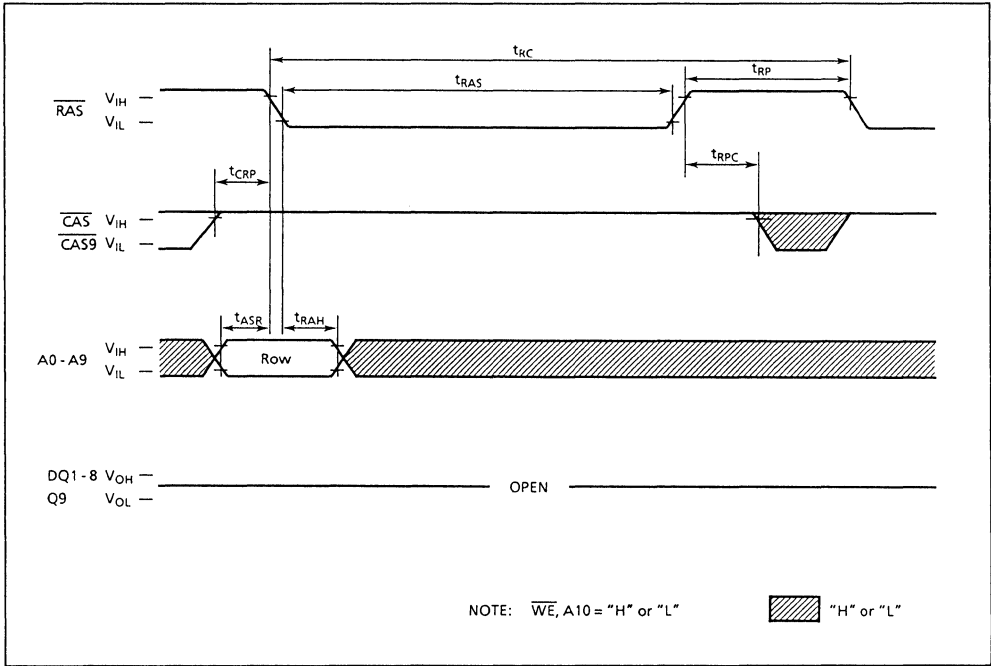 tRC
tRAS
tRP
RAS
VIH
VIL
tCRP
tRPC
CAS VIH
CAS9 VIL
tASR
tRAH
A0 - A9
VIH
VIL
Row
DQ1 - 8 VOH
Q9 VOL
OPEN
NOTE: WE, A10 = "H" or "L"
"H" or "L"